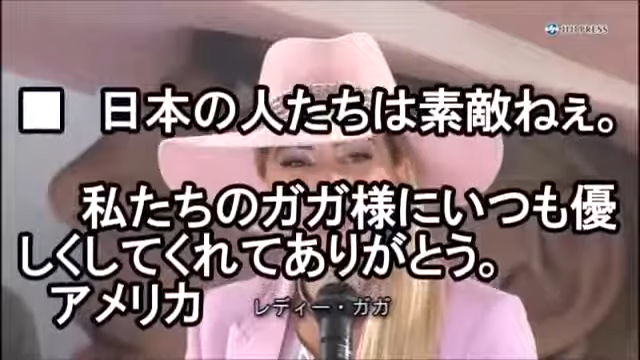 ■ 日本の人たちは素敵ねぇ。
私たちのガガ様にいつも優
しくしてくれてありがとう。
アメリカ
レディー・ガガ